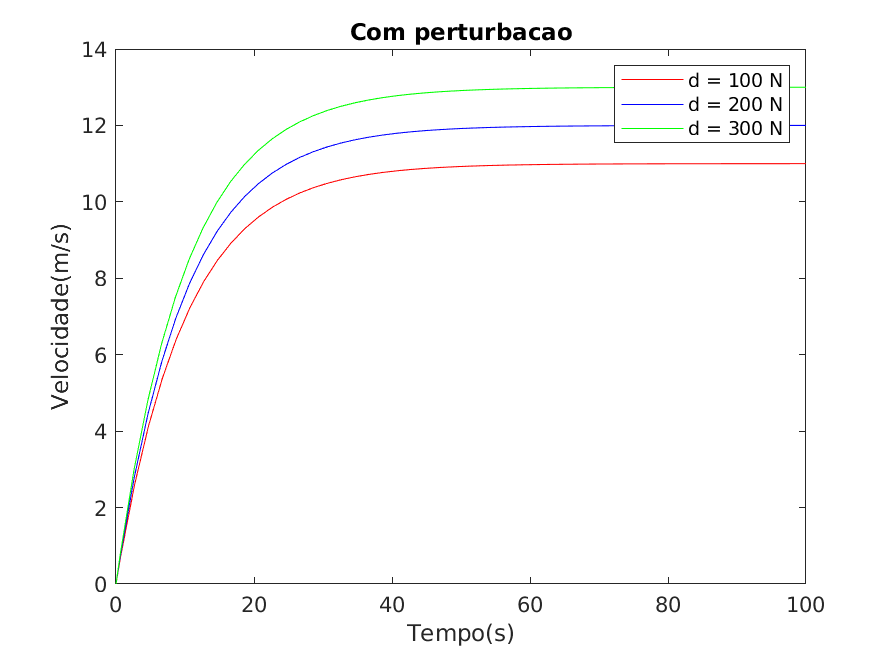 Com perturbacao
14
12
10
8
6
4
2
0
Velocidade(m/s)
d = 100 N
d = 200 N
d = 300 N
0 20 40 60 80 100
Tempo(s)